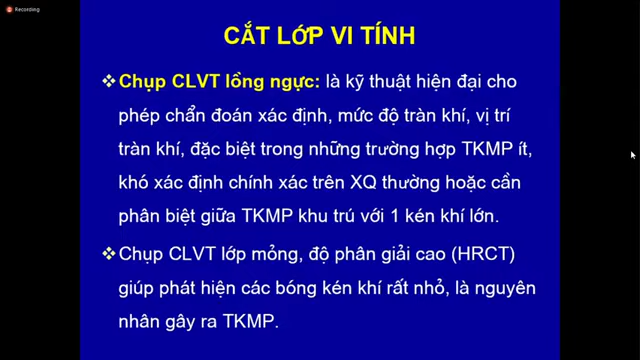 Recording
CẮT LỚP VI TÍNH
❖Chụp CLVT lồng ngực: là kỹ thuật hiện đại cho
phép chẩn đoán xác định, mức độ tràn khí, vị trí
tràn khí, đặc biệt trong những trường hợp TKMP ít,
khó xác định chính xác trên XQ thường hoặc cần
phân biệt giữa TKMP khu trú với 1 kén khí lớn.
❖Chụp CLVT lớp mỏng, độ phân giải cao (HRCT)
giúp phát hiện các bóng kén khí rất nhỏ, là nguyên
nhân gây ra TKMP.